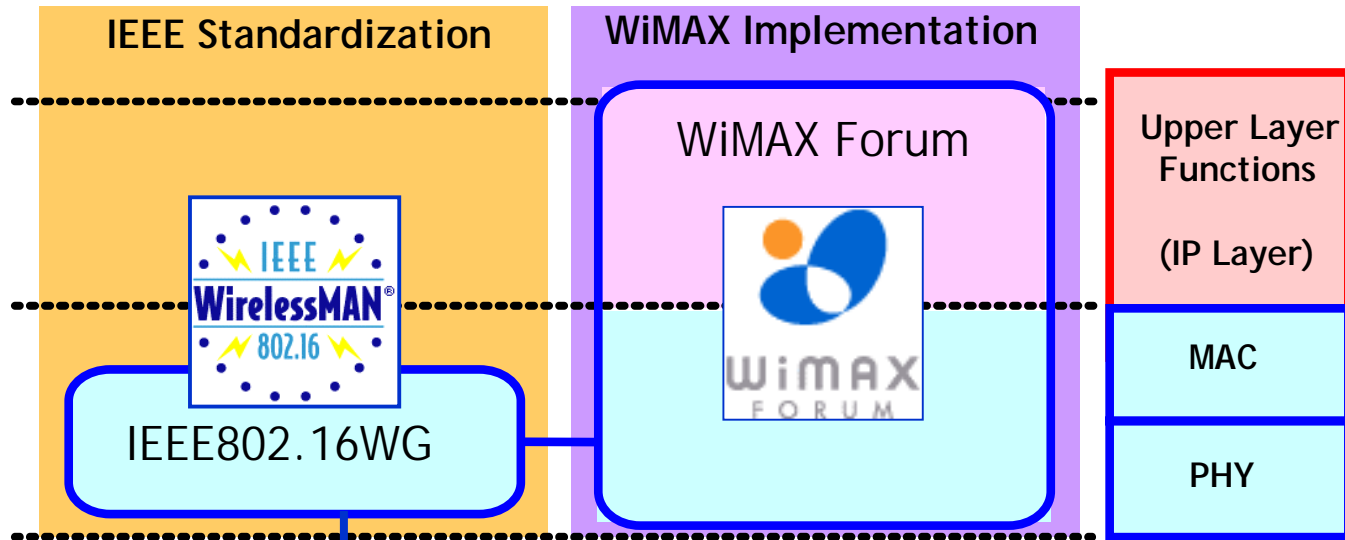 IEEE Standardization
WiMAX Implementation
WiMAX Forum
Upper Layer
Functions
(IP Layer)
IEEE
WirelessMAN®
802.16
WiMAX
FORUM
MAC
IEEE802.16WG
PHY